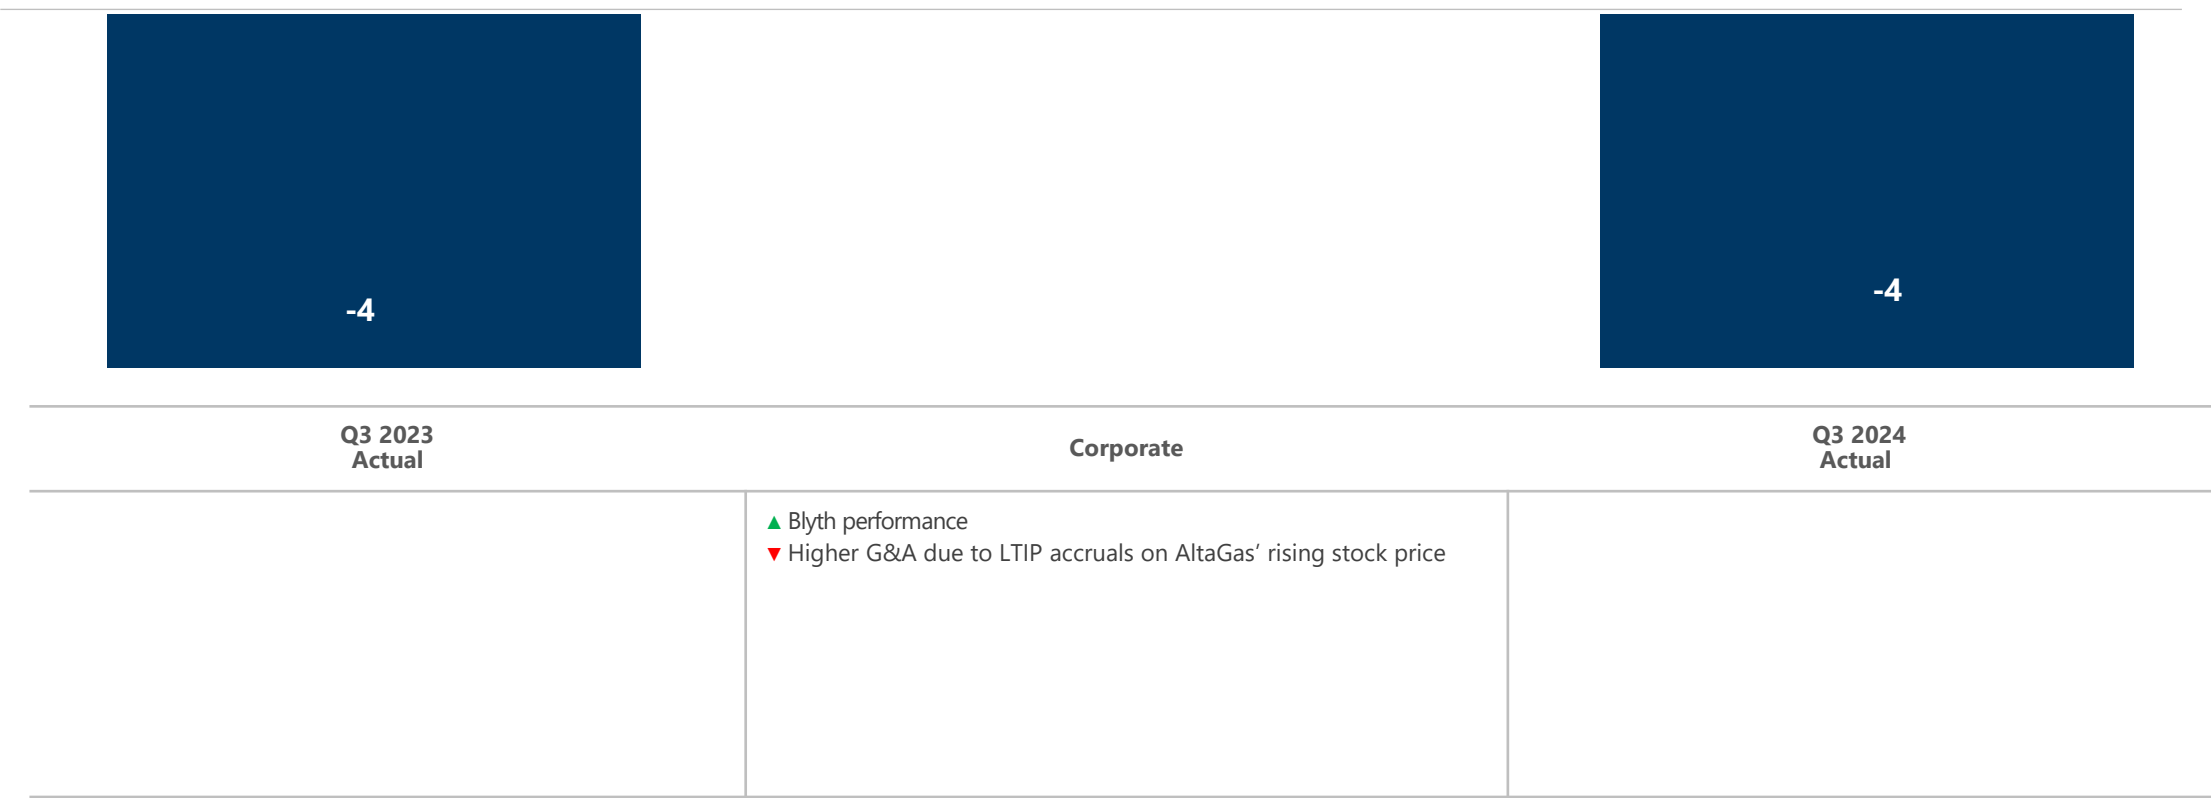 -4
-4
Q3 2023
Actual
Corporate
Q3 2024
Actual
▲ Blyth performance
▼ Higher G&A due to LTIP accruals on AltaGas’ rising stock price